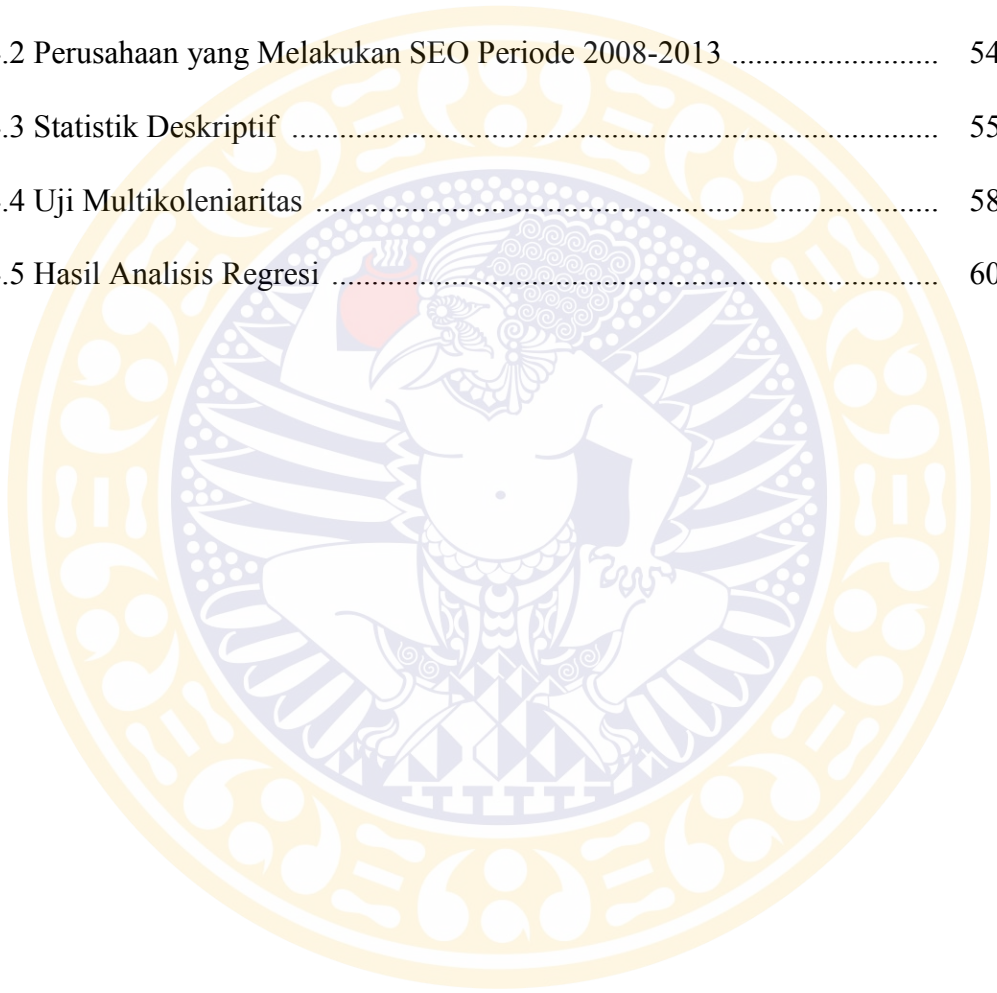 .2 Perusahaan yang Melakukan SEO Periode 2008-2013 ........................ 54
.3 Statistik Deskriptif .......................................................................... 55
.4 Uji Multikoleniaritas ........................................................................ 58
.5 Hasil Analisis Regresi ...................................................................... 60